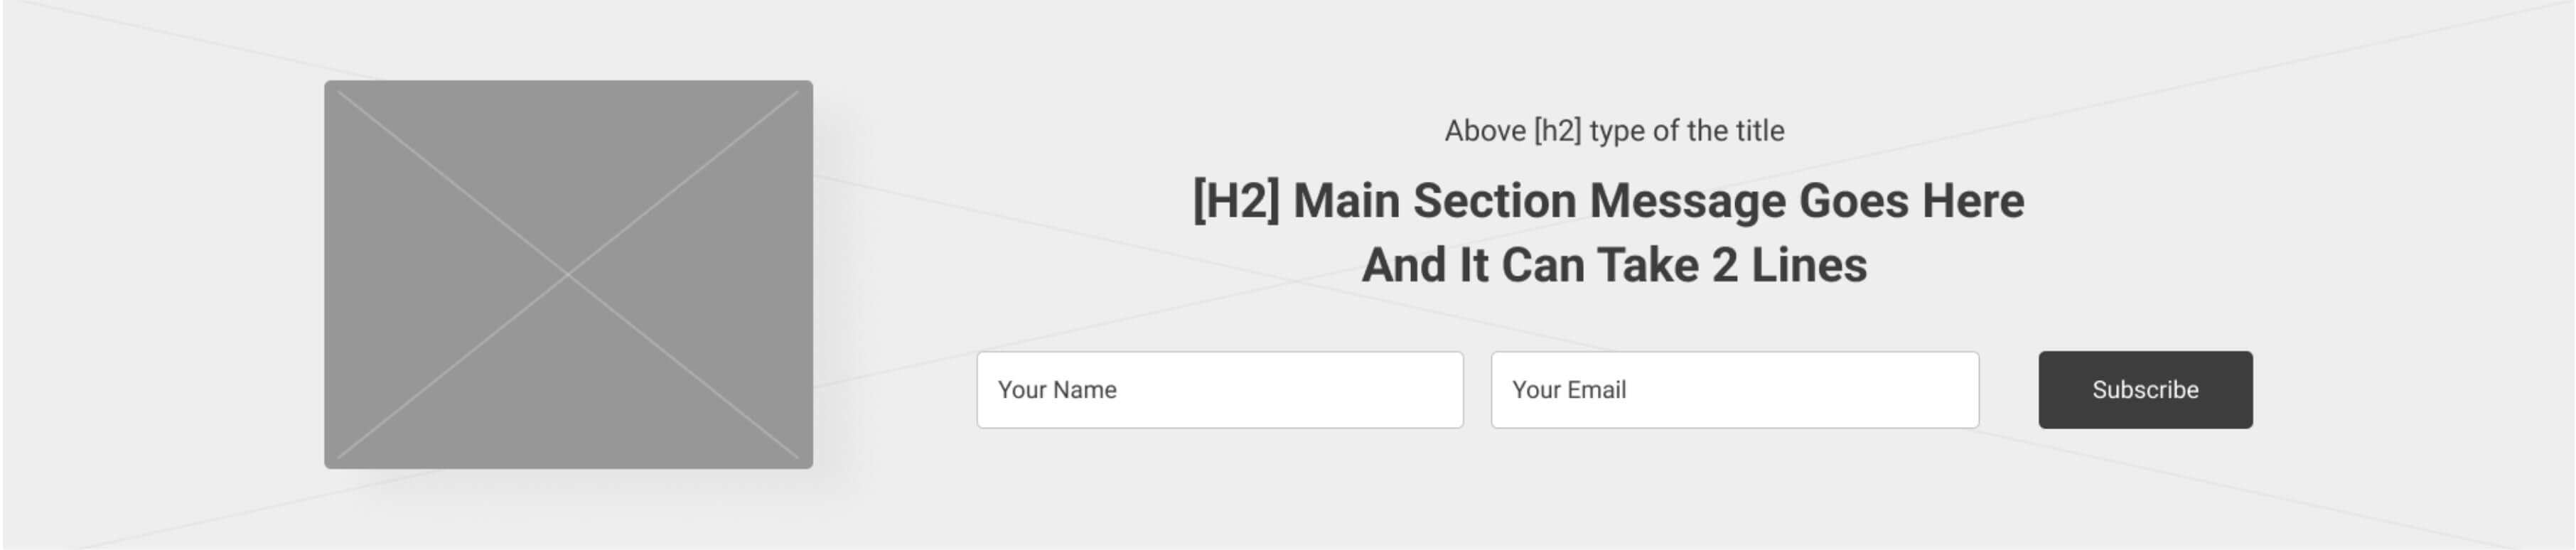 Above [h2] type of the title
[H2] Main Section Message Goes Here
And It Can Take 2 Lines
Your Name
Your Email
Subscribe